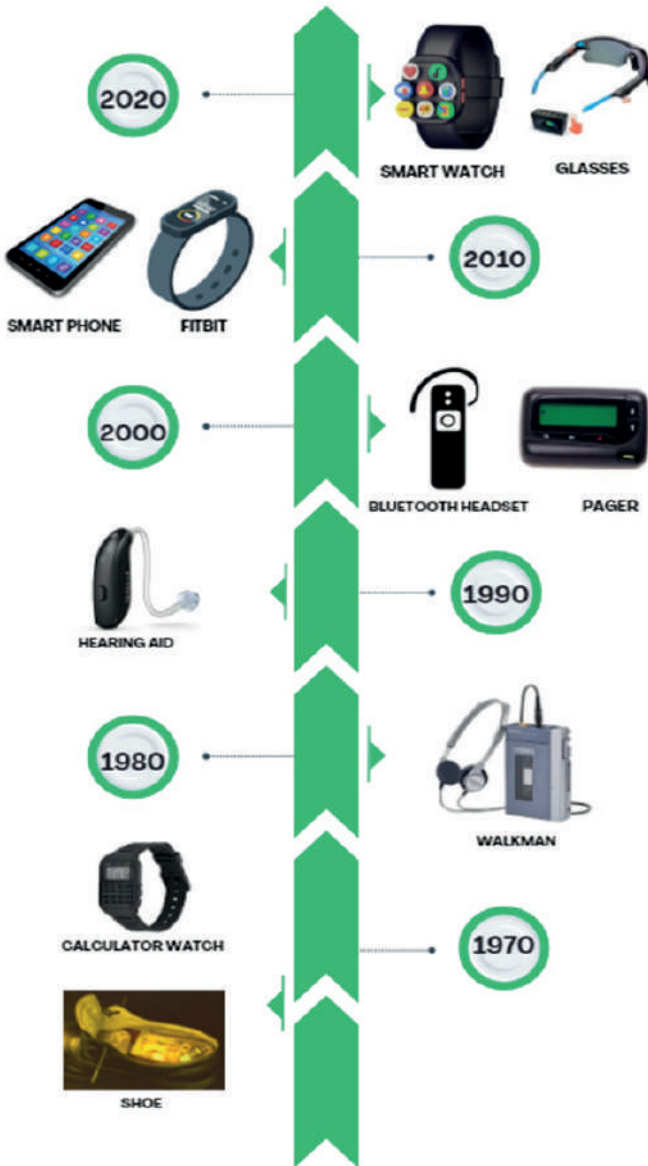 2020
SMART WATCH
GLASSES
2010
SMART PHONE
FITBIT
2000
BLUETOOTH HEADSET
PAGER
1990
HEARING AID
1980
WALKMAN
CALCULATOR WATCH
1970
SHOE